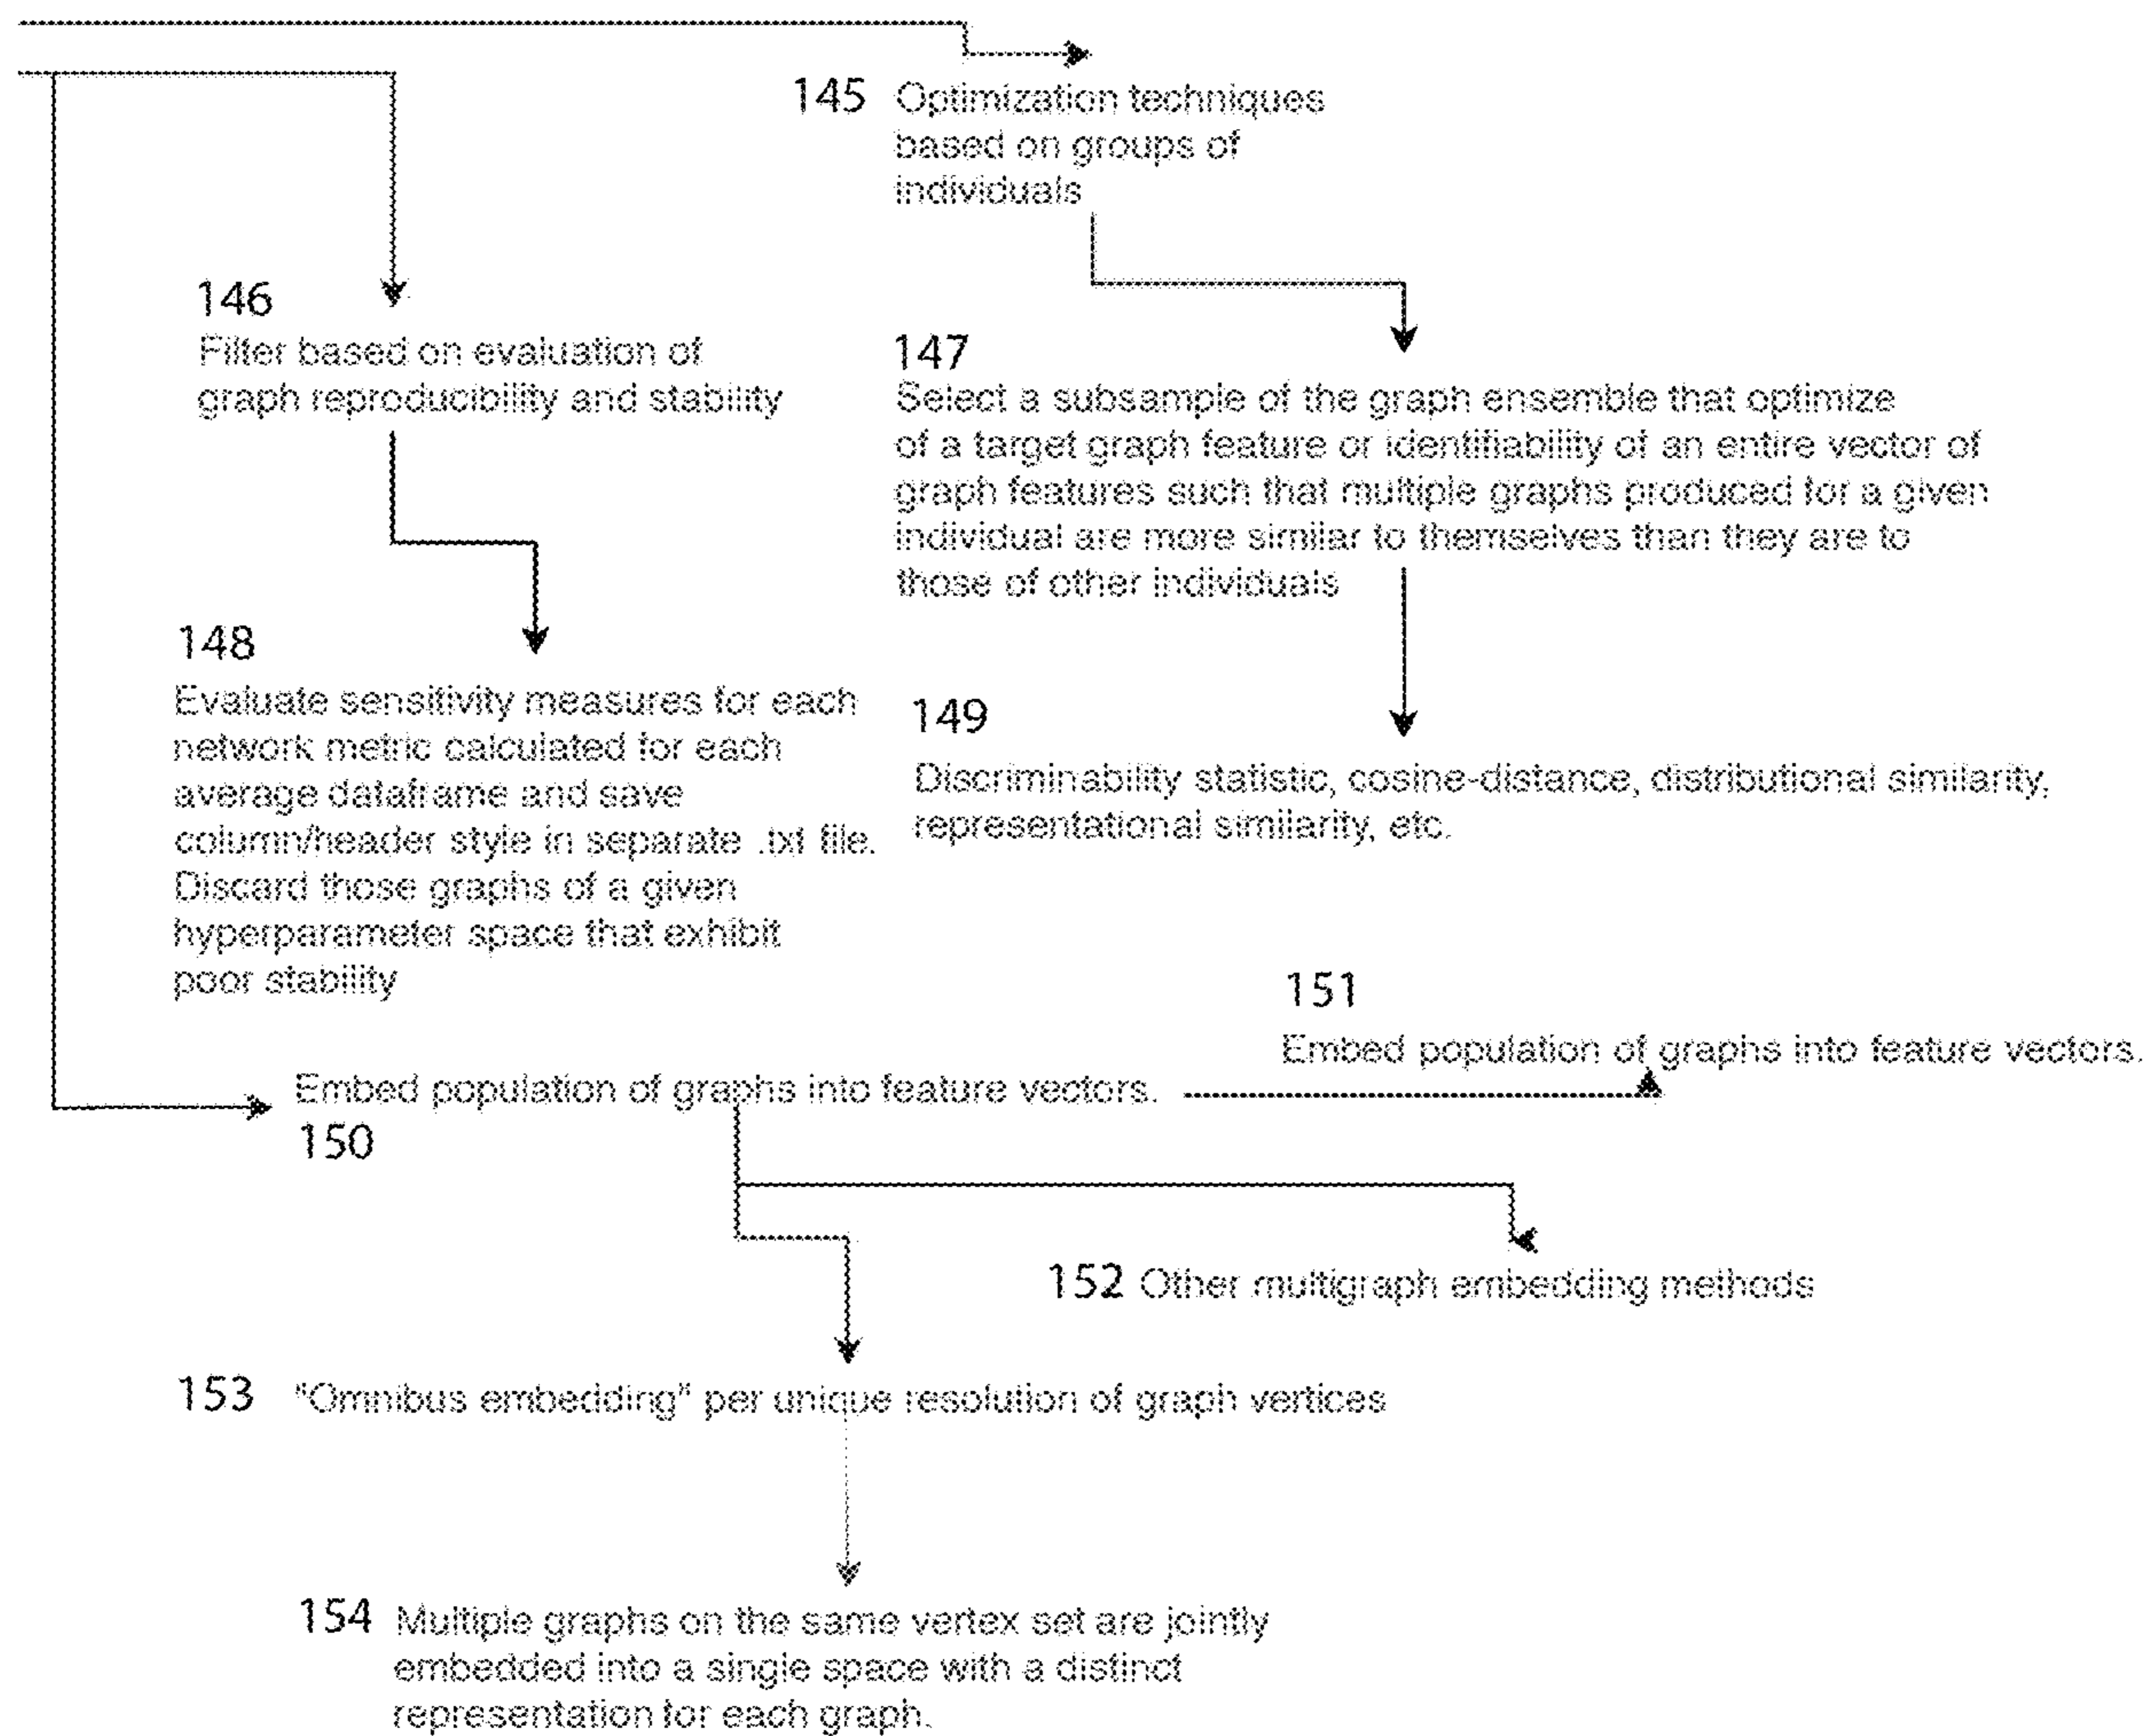 145 Optimization techniques
based on groups of
individuals
146
Filter based on evaluation of
graph reproducibility and stability
147
Select a subsample of the graph ensemble that optimize
of a target graph feature or identifiability of an entire vector of
graph features such that multiple graphs produced for a given
individual are more similar to themselves than they are to
those of other individuals
148
Evaluate sensitivity measures for each
network metric calculated for each
average dataframe and save
column/header style in separate .txt file.
Discard those graphs of a given
hyperparameter space that exhibit
poor stability
149
Discriminability statistic, cosine-distance, distributional similarity,
representational similarity, etc.
151
Embed population of graphs into feature vectors.
Embed population of graphs into feature vectors.
150
152 Other multigraph embedding methods
153 "Omnibus embedding" per unique resolution of graph vertices
154 Multiple graphs on the same vertex set are jointly
embedded into a single space with a distinct
representation for each graph.